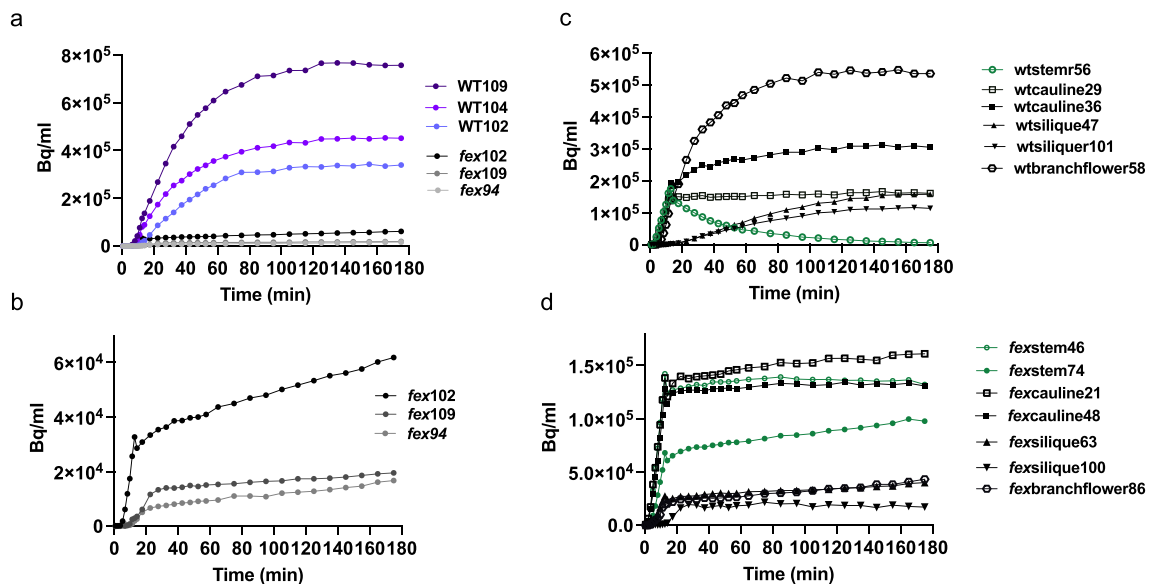 a
8×10⁵
6×10⁵
4×10⁵
2×10⁵
0
Bq/ml
0 20 40 60 80 100 120 140 160 180
Time (min)
WT109
WT104
WT102
fex102
fex109
fex94
c
6×10⁵
5×10⁵
4×10⁵
3×10⁵
2×10⁵
1×10⁵
0
Bq/ml
0 20 40 60 80 100 120 140 160 180
Time (min)
wtstemr56
wtcauline29
wtcauline36
wtsilique47
wtsiliquer101
wtbranchflower58
b
6×10⁴
4×10⁴
2×10⁴
0
Bq/ml
0 20 40 60 80 100 120 140 160 180
Time (min)
fex102
fex109
fex94
d
1.5×10⁵
1.0×10⁵
5.0×10⁴
0.0
Bq/ml
0 20 40 60 80 100 120 140 160 180
Time (min)
fexstem46
fexstem74
fexcauline21
fexcauline48
fexsilique63
fexsilique100
fexbranchflower86